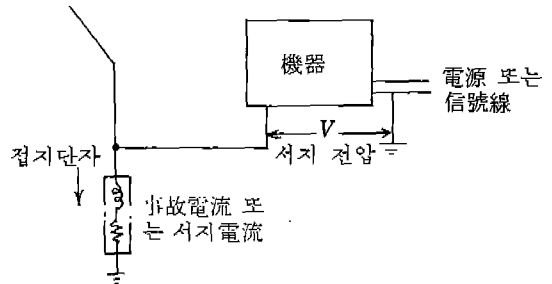 機器
電源 또는
信號線
V
서지 전압
접지단자
事故電流 또
는 서지電流